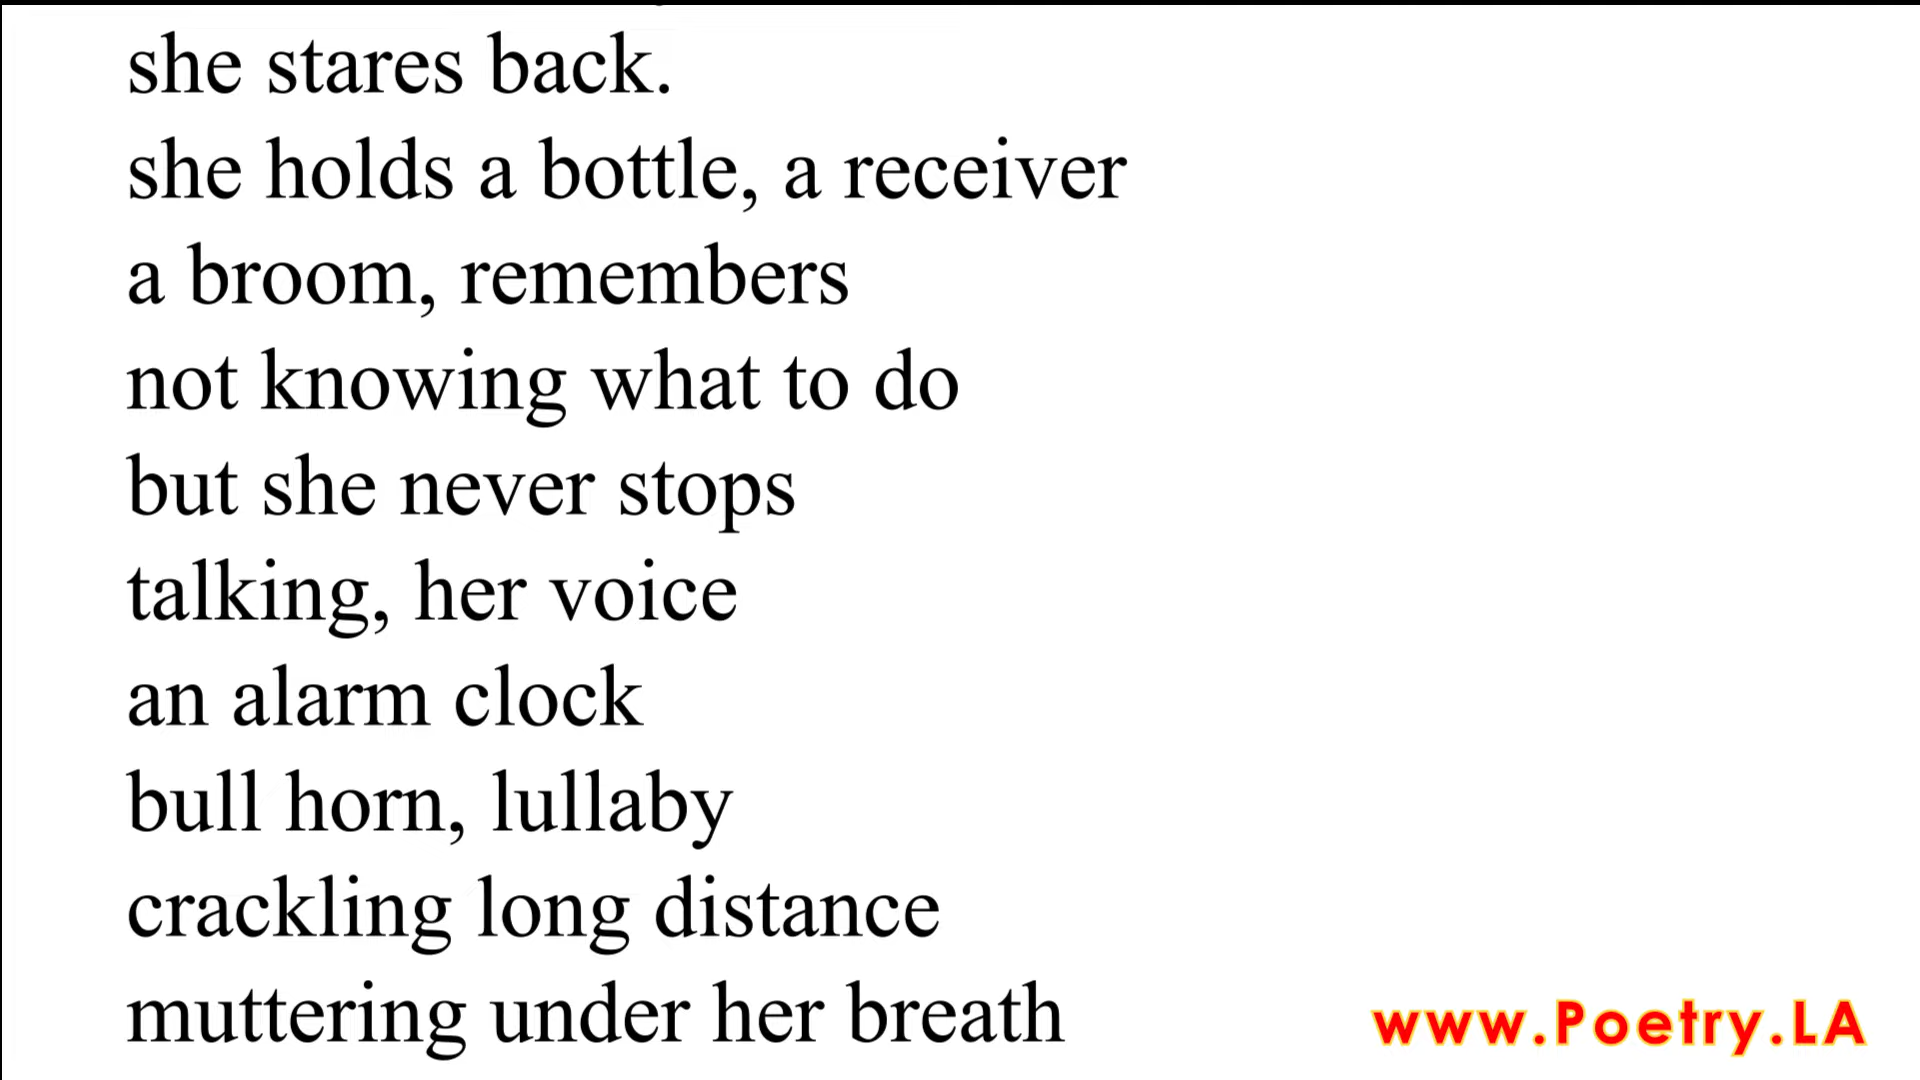 she stares back.
she holds a bottle, a receiver
a broom, remembers
not knowing what to do
but she never stops
talking, her voice
an alarm clock
bull horn, lullaby
crackling long distance
muttering under her breath
www.Poetry.LA